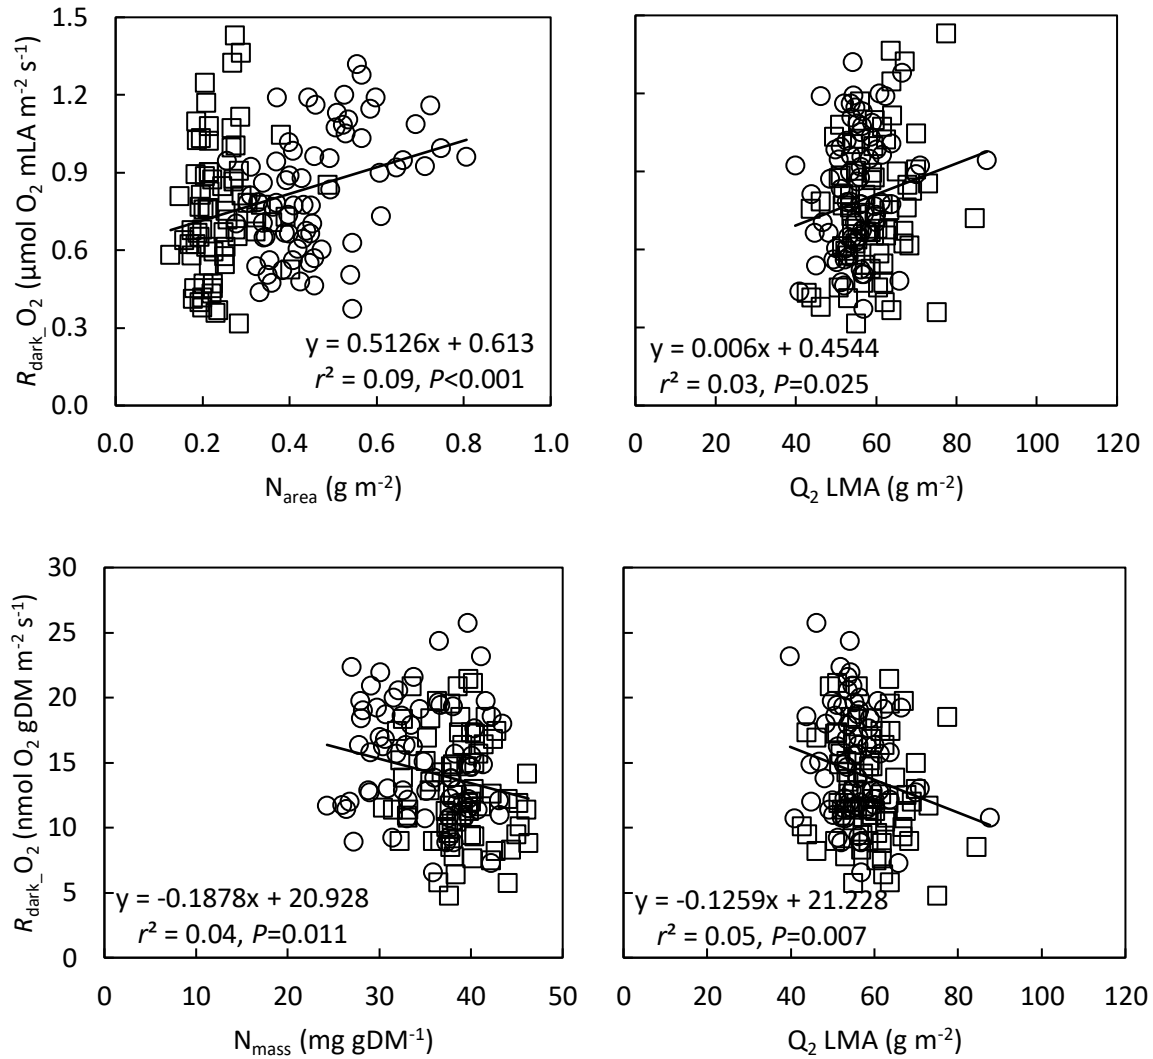 R_dark_O₂ (µmol O₂ mLA m⁻² s⁻¹)
1.5
1.2
0.9
0.6
0.3
0.0
y = 0.5126x + 0.613
r² = 0.09, P<0.001
0.0 0.2 0.4 0.6 0.8 1.0
N_area (g m⁻²)
y = 0.006x + 0.4544
r² = 0.03, P=0.025
0 20 40 60 80 100 120
Q₂ LMA (g m⁻²)
R_dark_O₂ (nmol O₂ gDM m⁻² s⁻¹)
30
25
20
15
10
5
0
y = -0.1878x + 20.928
r² = 0.04, P=0.011
0 10 20 30 40 50
N_mass (mg gDM⁻¹)
y = -0.1259x + 21.228
r² = 0.05, P=0.007
0 20 40 60 80 100 120
Q₂ LMA (g m⁻²)